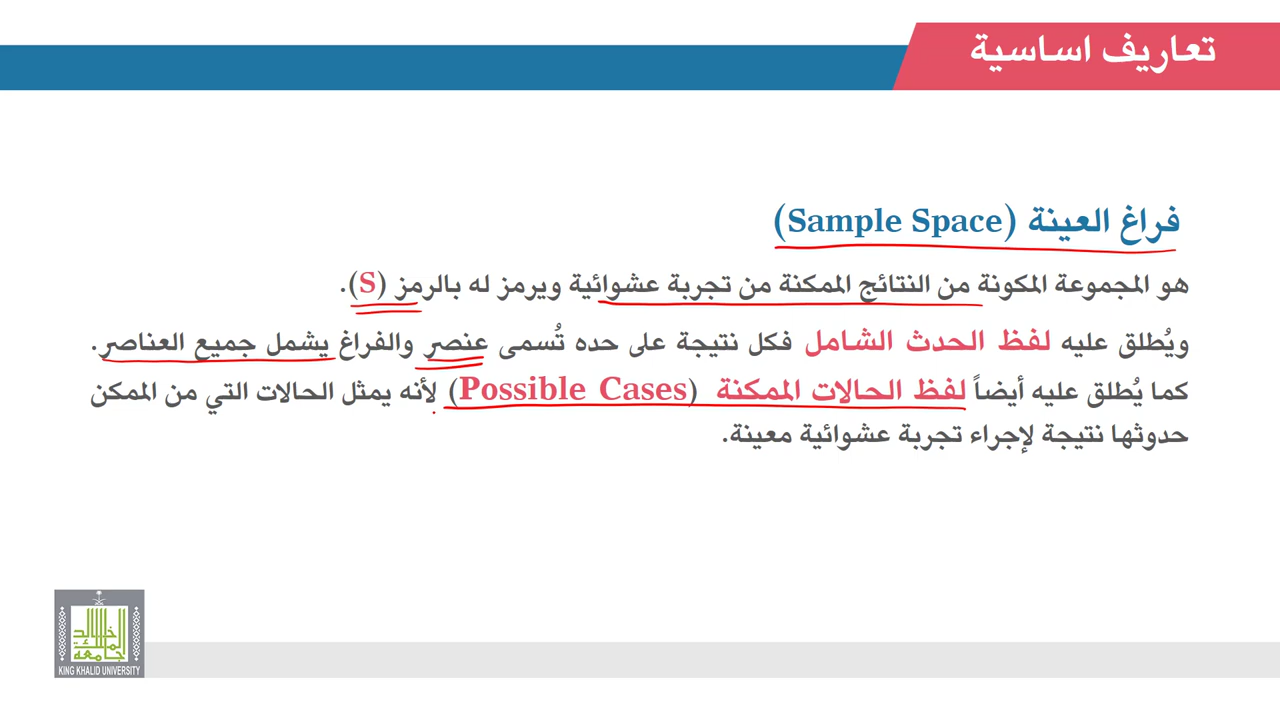 تعاريف اساسية
فراغ العينة (Sample Space)
هو المجموعة المكونة من النتائج الممكنة من تجربة عشوائية ويرمز له بالرمز (S).
ويُطلق عليه لفظ الحدث الشامل فكل نتيجة على حده تُسمى عنصر والفراغ يشمل جميع العناصر.
كما يُطلق عليه أيضاً لفظ الحالات الممكنة (Possible Cases) لأنه يمثل الحالات التي من الممكن
حدوثها نتيجة لإجراء تجربة عشوائية معينة.
جامعة الملك خالد
KING KHALID UNIVERSITY